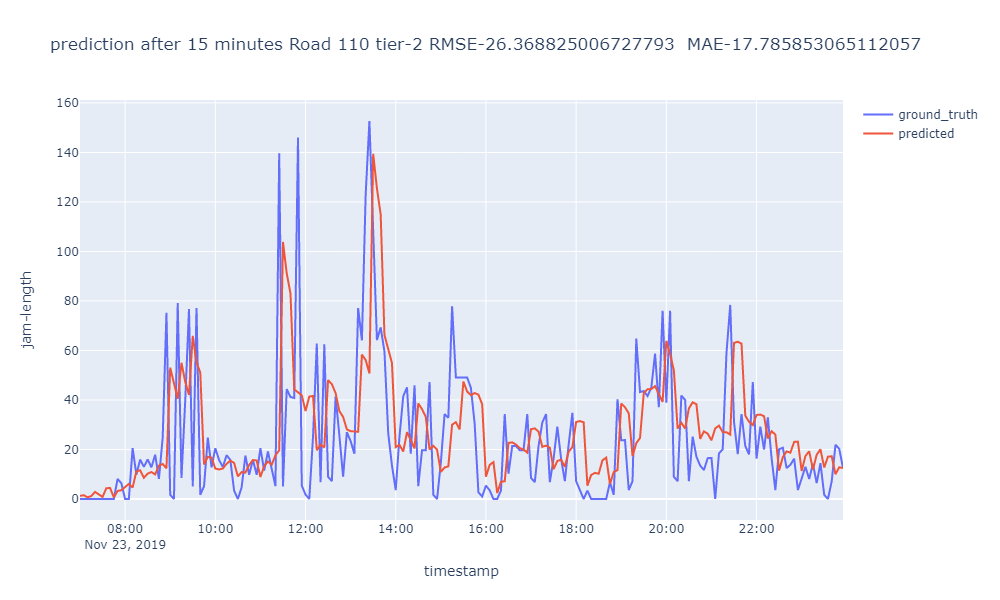 prediction after 15 minutes Road 110 tier-2 RMSE-26.368825006727793  MAE-17.785853065112057
ground_truth
predicted
160
140
120
100
80
60
40
20
0
jam-length
08:00 10:00 12:00 14:00 16:00 18:00 20:00 22:00
Nov 23, 2019
timestamp